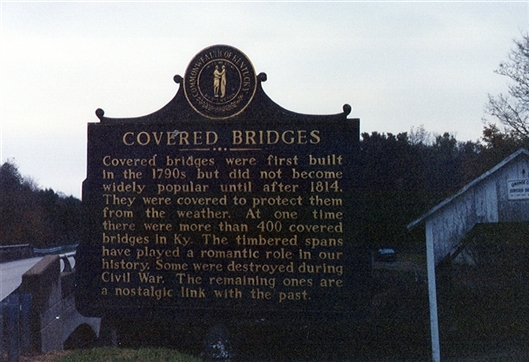 COMMONWEALTH OF KENTUCKY
COVERED BRIDGES
Covered bridges were first built
in the 1790s but did not become
widely popular until after 1814.
They were covered to protect them
from the weather. At one time
there were more than 400 covered
bridges in Ky. The timbered spans
have played a romantic role in our
history. Some were destroyed during
Civil War. The remaining ones are
a nostalgic link with the past.